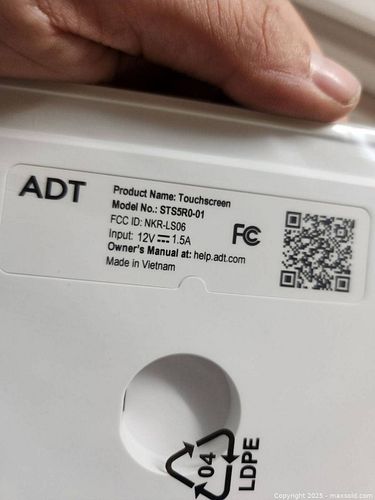 ADT
Product Name: Touchscreen
Model No.: STS5R0-01
FCC ID: NKR-LS06
Input: 12V ⎓ 1.5A
Owner's Manual at: help.adt.com
Made in Vietnam
FC
04
LDPE
Copyright 2025 - maxsold.com